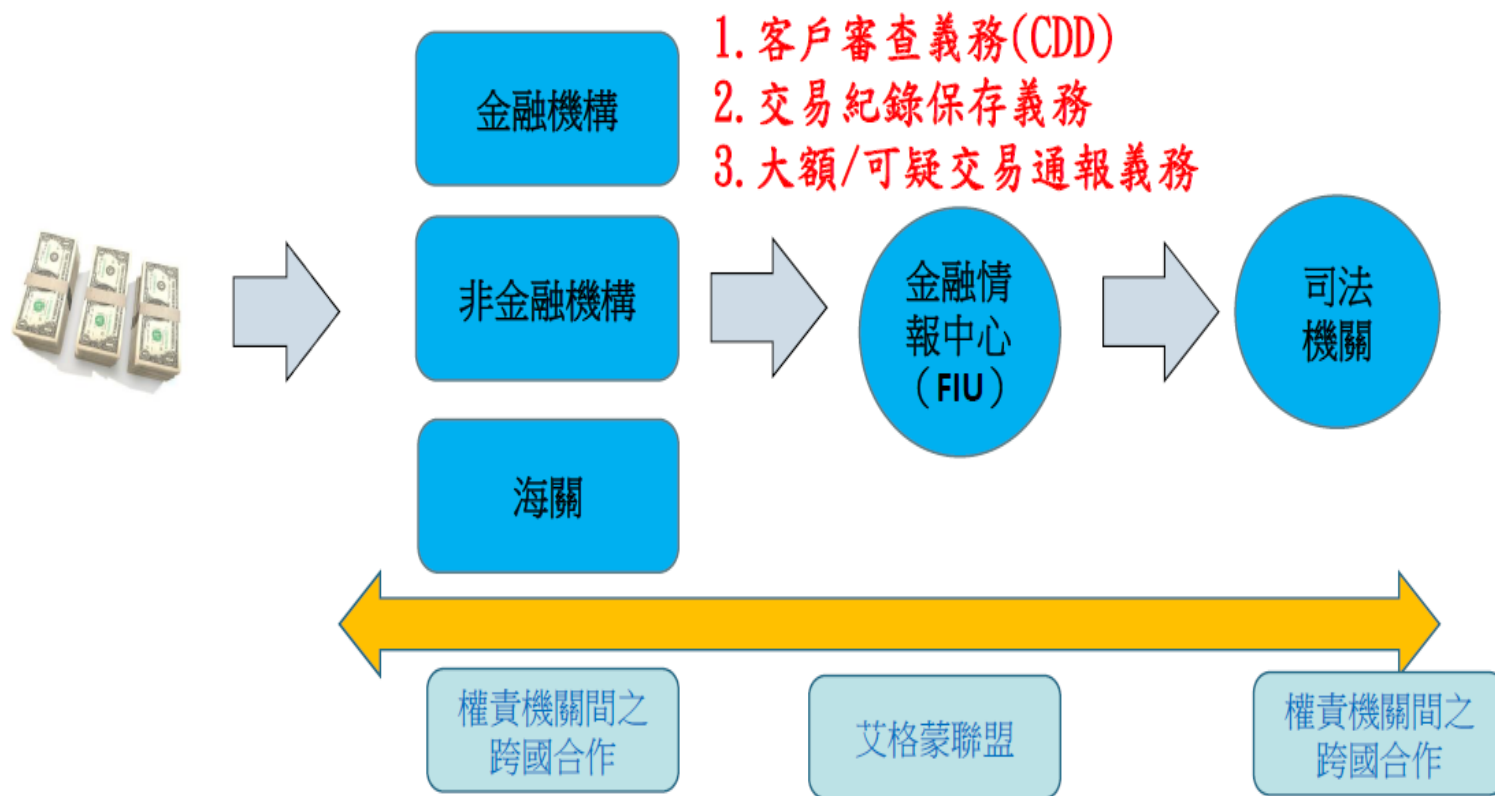 1.客戶審查義務(CDD)
2.交易紀錄保存義務
3.大額/可疑交易通報義務
金融機構
非金融機構
海關
金融情
報中心
（FIU）
司法
機關
權責機關間之
跨國合作
艾格蒙聯盟
權責機關間之
跨國合作